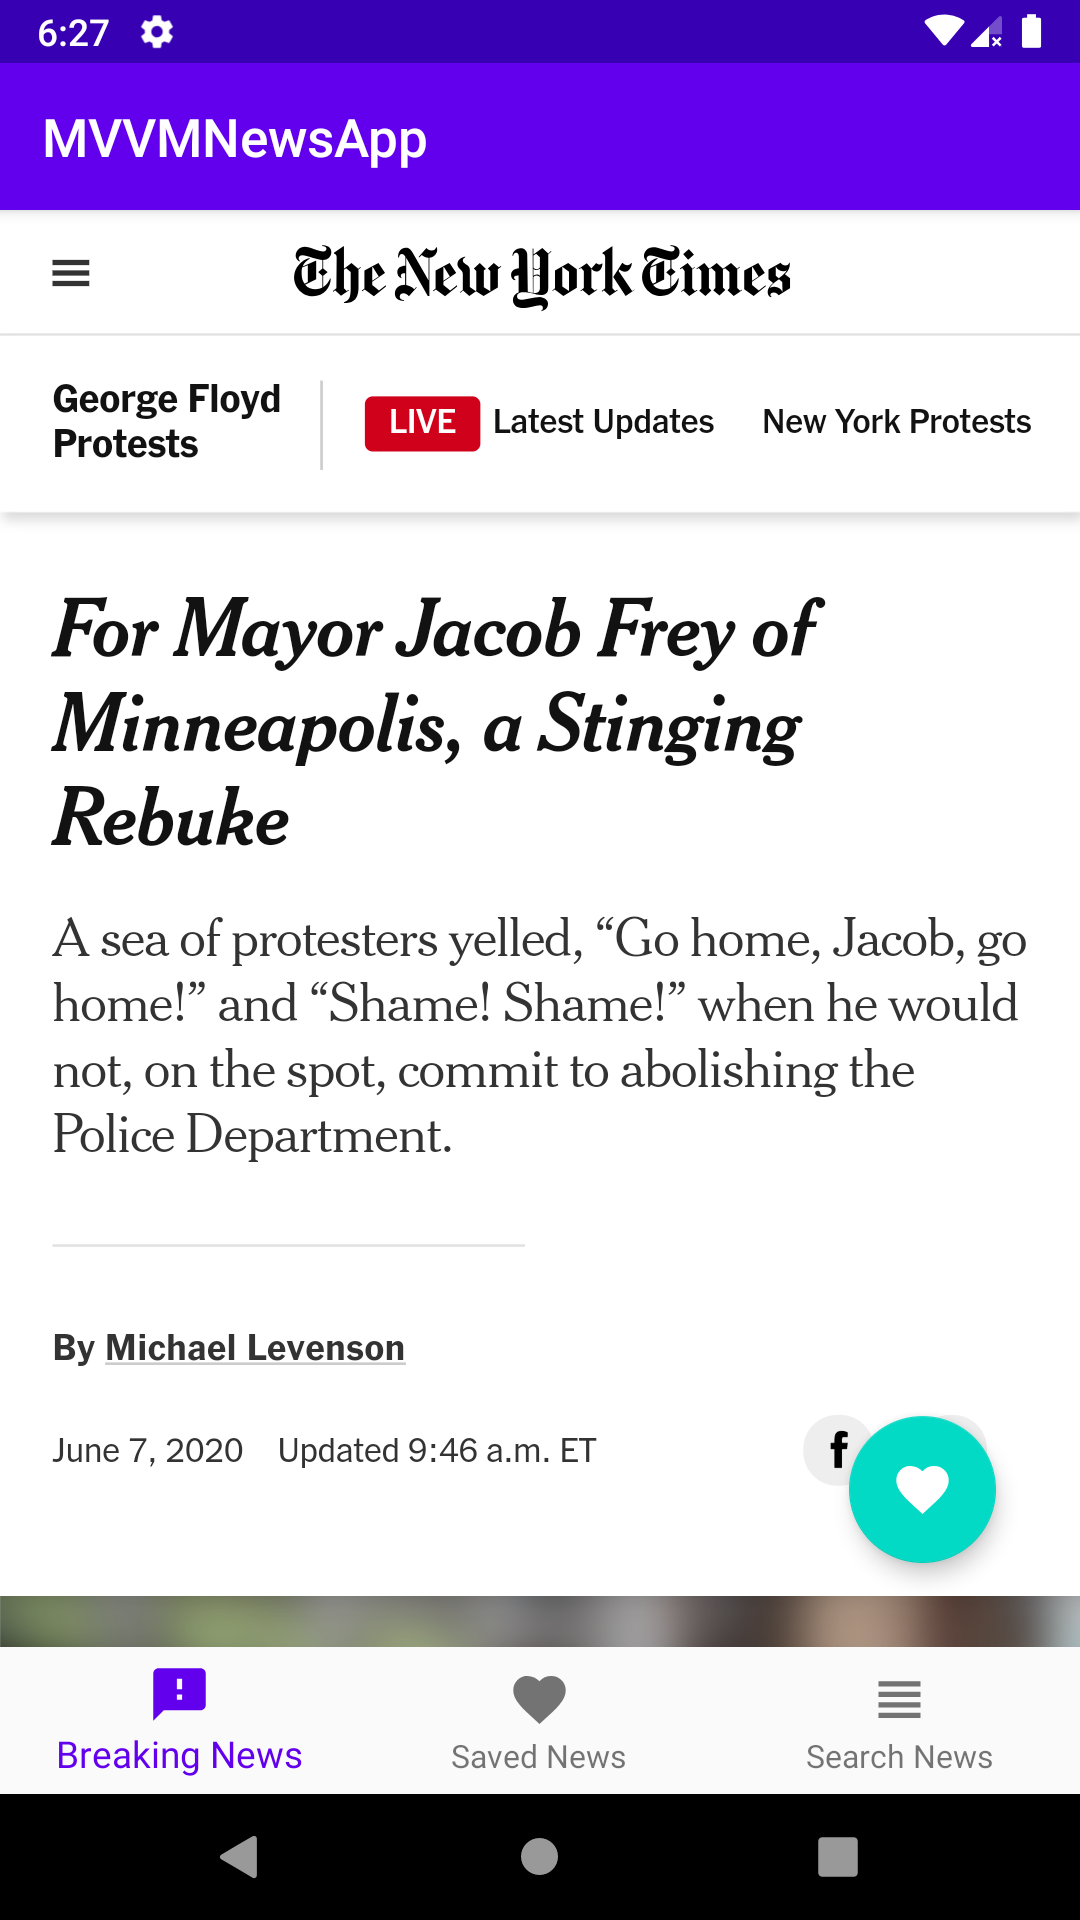 6:27
MVVMNewsApp
The New York Times
George Floyd
Protests
LIVE Latest Updates New York Protests
For Mayor Jacob Frey of
Minneapolis, a Stinging
Rebuke
A sea of protesters yelled, “Go home, Jacob, go
home!” and “Shame! Shame!” when he would
not, on the spot, commit to abolishing the
Police Department.
By Michael Levenson
June 7, 2020 Updated 9:46 a.m. ET
f
Breaking News Saved News Search News